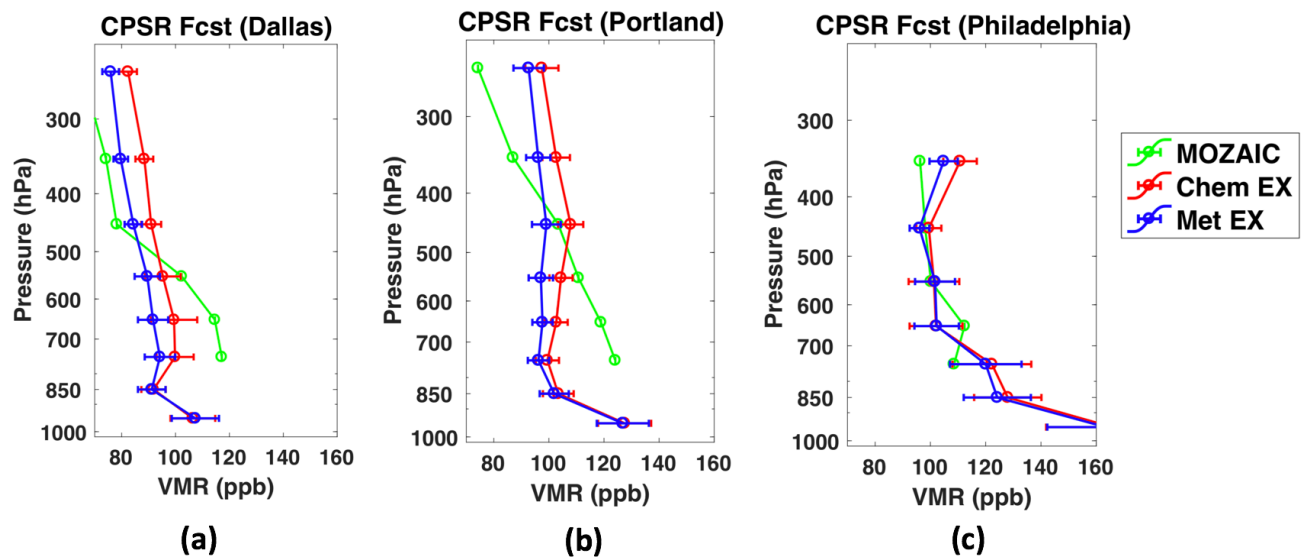 CPSR Fcst (Dallas)
300
400
500
600
700
850
1000
Pressure (hPa)
80 100 120 140 160
VMR (ppb)
(a)
CPSR Fcst (Portland)
300
400
500
600
700
850
1000
Pressure (hPa)
80 100 120 140 160
VMR (ppb)
(b)
CPSR Fcst (Philadelphia)
300
400
500
600
700
850
1000
Pressure (hPa)
80 100 120 140 160
VMR (ppb)
(c)
MOZAIC
Chem EX
Met EX